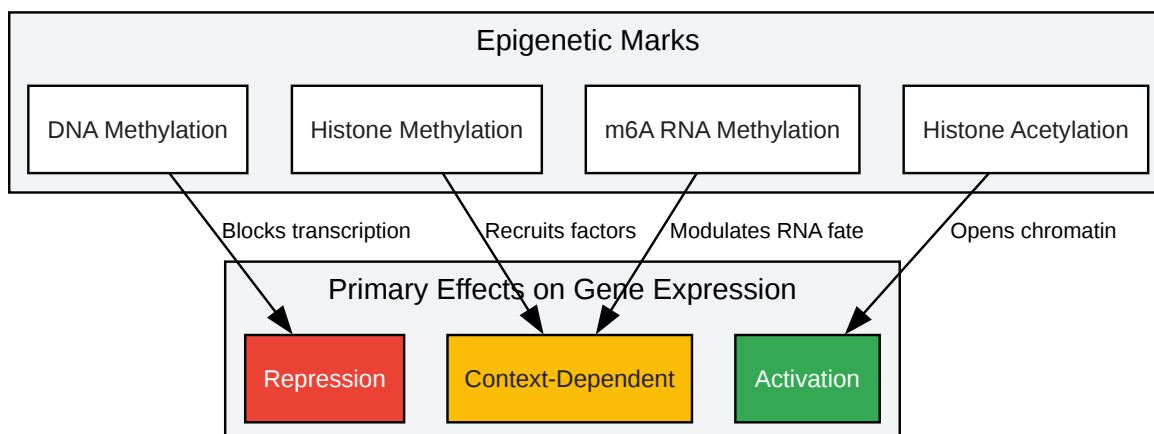 Epigenetic Marks
DNA Methylation
Histone Methylation
m6A RNA Methylation
Histone Acetylation
Blocks transcription
Recruits factors
Modulates RNA fate
Opens chromatin
Primary Effects on Gene Expression
Repression
Context-Dependent
Activation